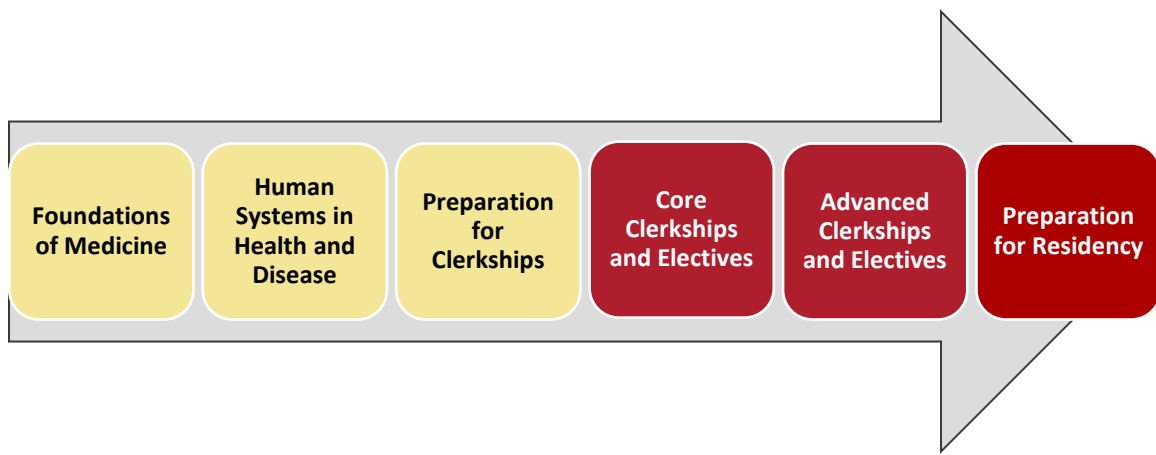 Foundations
of Medicine
Human
Systems in
Health and
Disease
Preparation
for
Clerkships
Core
Clerkships
and Electives
Advanced
Clerkships
and Electives
Preparation
for Residency